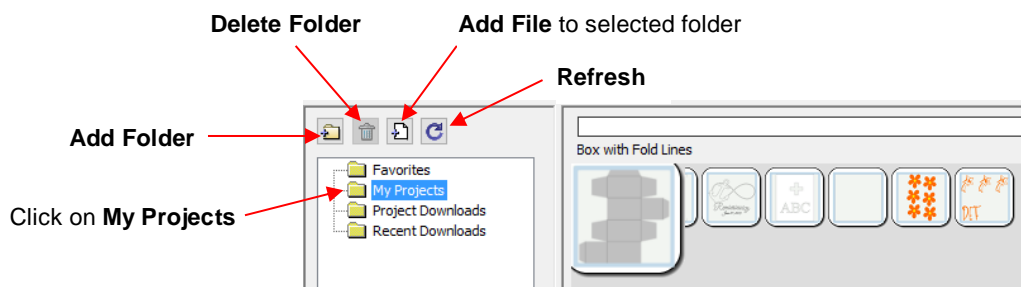 Delete Folder
Add File to selected folder
Refresh
Add Folder
Box with Fold Lines
Favorites
My Projects
Click on My Projects
Project Downloads
Recent Downloads
ABC